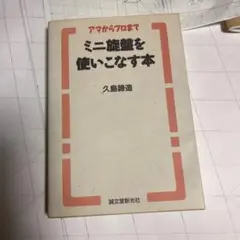 アマからプロまで
ミニ旋盤を
使いこなす本
久島諦造
誠文堂新光社